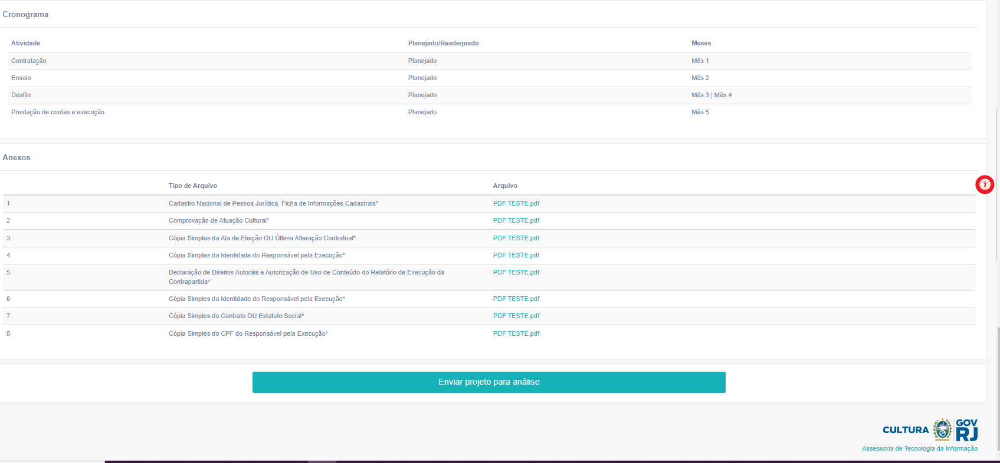 Cronograma
Atividade Planejado/Readequado Meses
Contratação Planejado Mês 1
Ensaio Planejado Mês 2
Desfile Planejado Mês 3 | Mês 4
Prestação de contas e execução Planejado Mês 5
Anexos
Tipo de Arquivo Arquivo
1 Cadastro Nacional de Pessoa Jurídica, Ficha de Informações Cadastrais* PDF TESTE.pdf
2 Comprovação de Atuação Cultural* PDF TESTE.pdf
3 Cópia Simples da Ata de Eleição OU Última Alteração Contratual* PDF TESTE.pdf
4 Cópia Simples da Identidade do Responsável pela Execução* PDF TESTE.pdf
5 Declaração de Direitos Autorais e Autorização de Uso de Conteúdo do Relatório de Execução da PDF TESTE.pdf
Contrapartida*
6 Cópia Simples da Identidade do Responsável pela Execução* PDF TESTE.pdf
7 Cópia Simples do Contrato OU Estatuto Social* PDF TESTE.pdf
8 Cópia Simples do CPF do Responsável pela Execução* PDF TESTE.pdf
Enviar projeto para análise
CULTURA GOV
RJ
Assessoria de Tecnologia da Informação